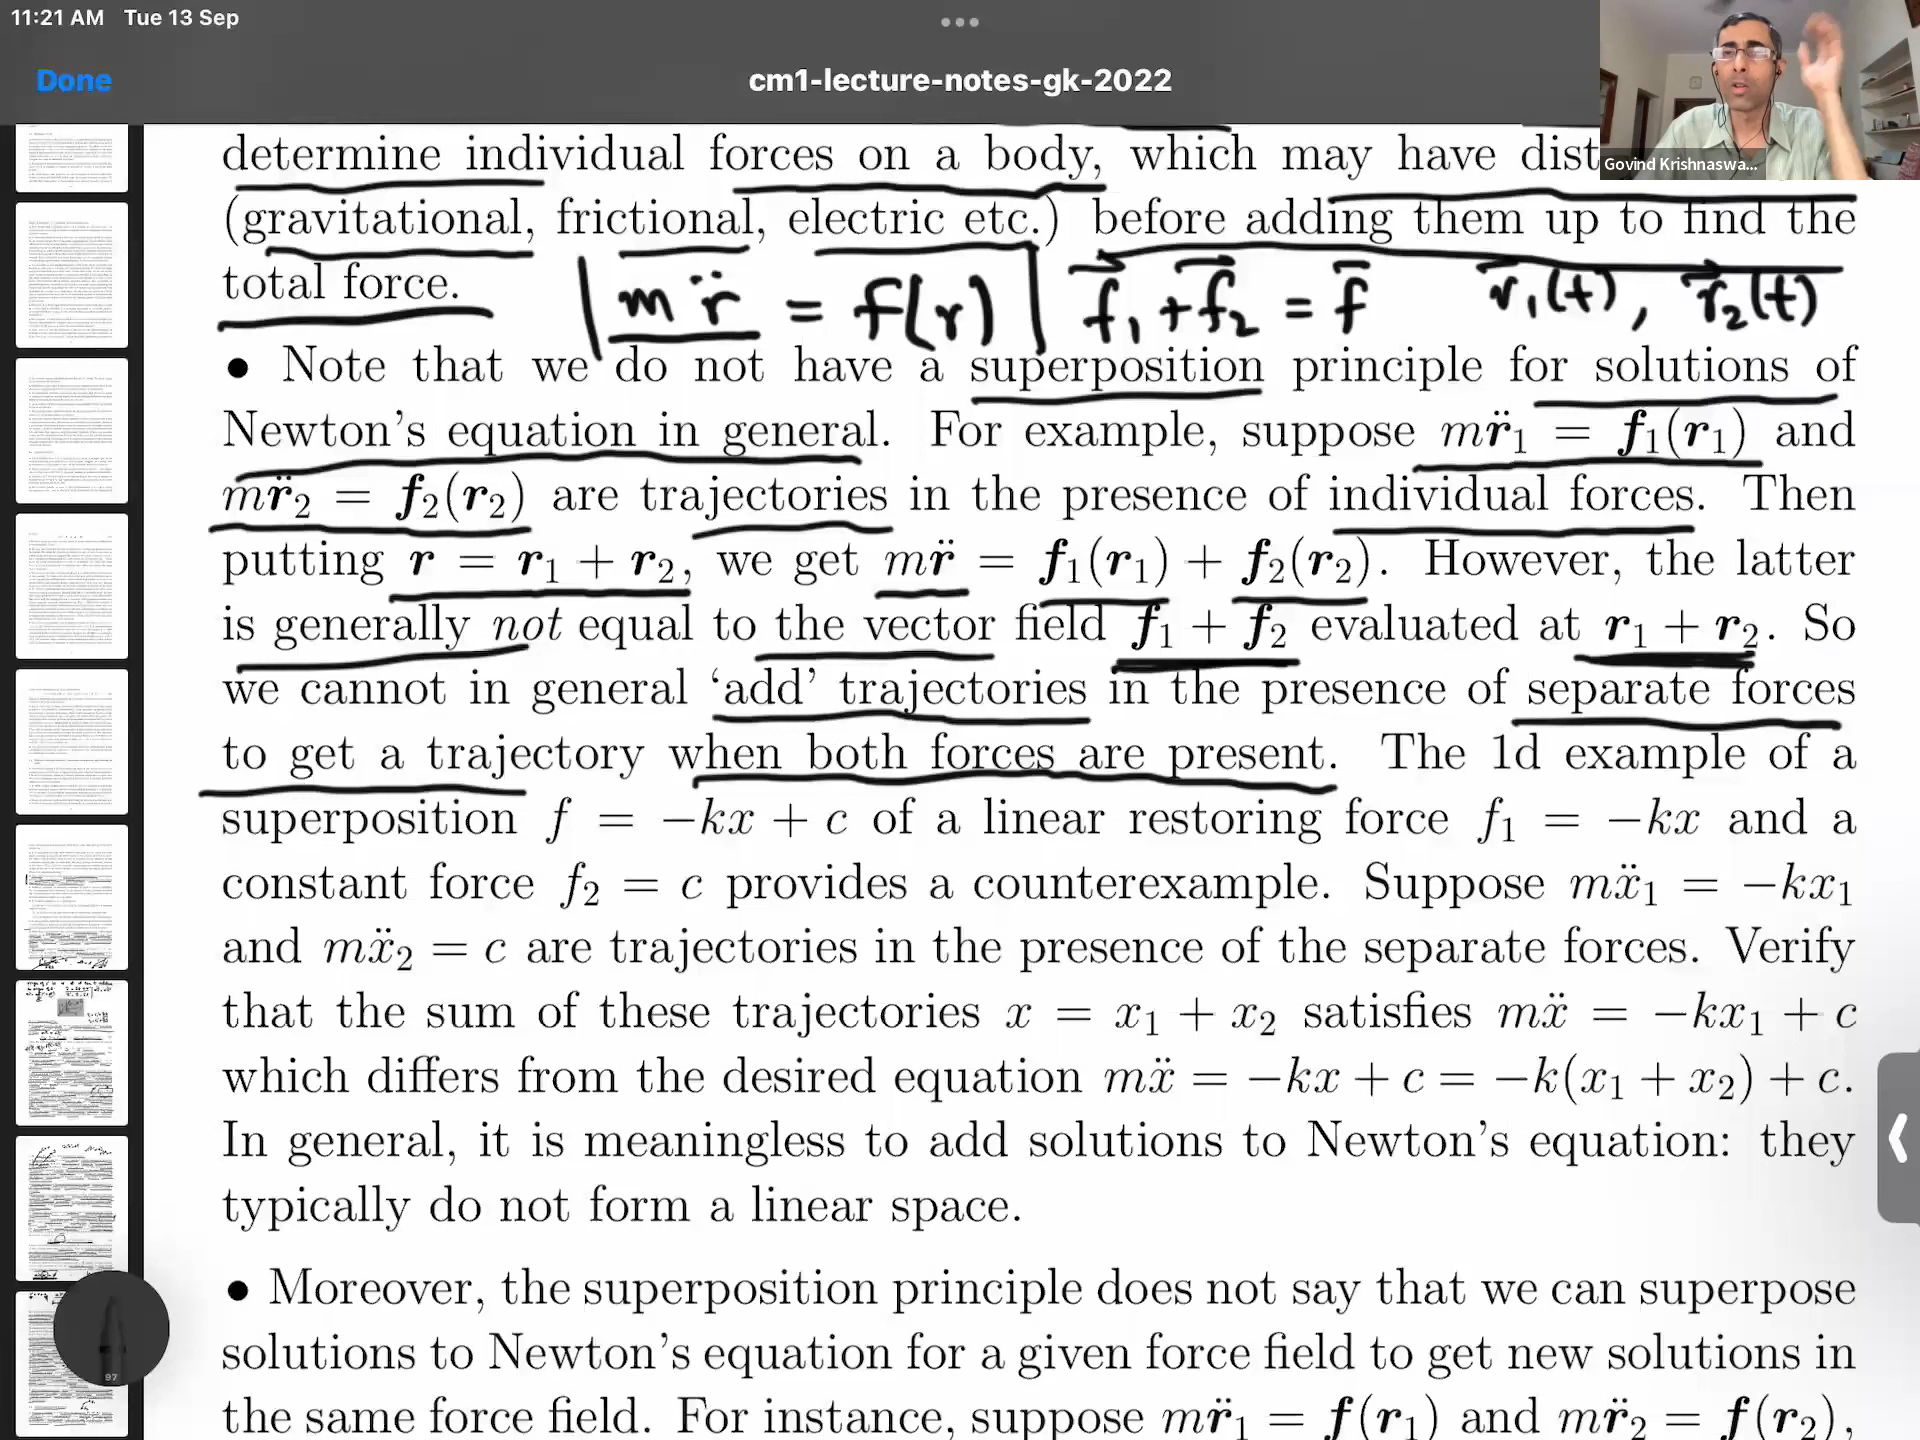 11:21 AM Tue 13 Sep
Done
cm1-lecture-notes-gk-2022
Govind Krishnaswa...
determine individual forces on a body, which may have dist
(gravitational, frictional, electric etc.) before adding them up to find the
total force.
m r̈ = f(r) f⃗₁ + f⃗₂ = f̄ r⃗₁(t), r⃗₂(t)
• Note that we do not have a superposition principle for solutions of
Newton's equation in general. For example, suppose mr̈₁ = f₁(r₁) and
mr̈₂ = f₂(r₂) are trajectories in the presence of individual forces. Then
putting r = r₁ + r₂, we get mr̈ = f₁(r₁) + f₂(r₂). However, the latter
is generally not equal to the vector field f₁ + f₂ evaluated at r₁ + r₂. So
we cannot in general ‘add’ trajectories in the presence of separate forces
to get a trajectory when both forces are present. The 1d example of a
superposition f = −kx + c of a linear restoring force f₁ = −kx and a
constant force f₂ = c provides a counterexample. Suppose mẍ₁ = −kx₁
and mẍ₂ = c are trajectories in the presence of the separate forces. Verify
that the sum of these trajectories x = x₁ + x₂ satisfies mẍ = −kx₁ + c
which differs from the desired equation mẍ = −kx + c = −k(x₁ + x₂) + c.
In general, it is meaningless to add solutions to Newton's equation: they
typically do not form a linear space.
• Moreover, the superposition principle does not say that we can superpose
solutions to Newton's equation for a given force field to get new solutions in
the same force field. For instance, suppose mr̈₁ = f(r₁) and mr̈₂ = f(r₂),
97